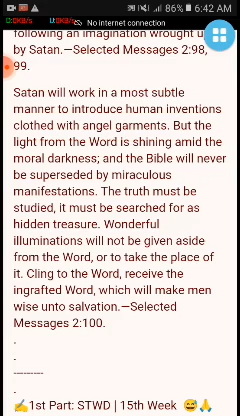 0:0KB/s U:0KB/s 86% 6:42 AM
No internet connection
following an imagination wrought u
by Satan.—Selected Messages 2:98,
99.
Satan will work in a most subtle
manner to introduce human inventions
clothed with angel garments. But the
light from the Word is shining amid the
moral darkness; and the Bible will never
be superseded by miraculous
manifestations. The truth must be
studied, it must be searched for as
hidden treasure. Wonderful
illuminations will not be given aside
from the Word, or to take the place of
it. Cling to the Word, receive the
ingrafted Word, which will make men
wise unto salvation.—Selected
Messages 2:100.
.
.
----------
.
✍1st Part: STWD | 15th Week 😅🙏